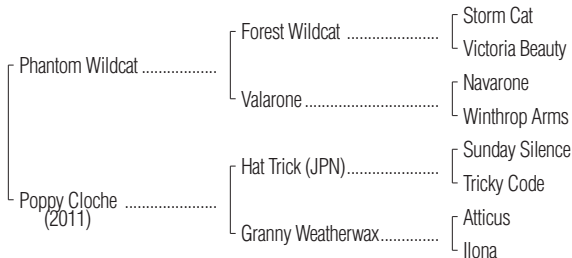 Storm Cat
Forest Wildcat ..................
Victoria Beauty
Phantom Wildcat ...............
Navarone
Valarone ..........................
Winthrop Arms
Sunday Silence
Hat Trick (JPN)..................
Tricky Code
Poppy Cloche ..................
(2011)
Atticus
Granny Weatherwax............
Ilona